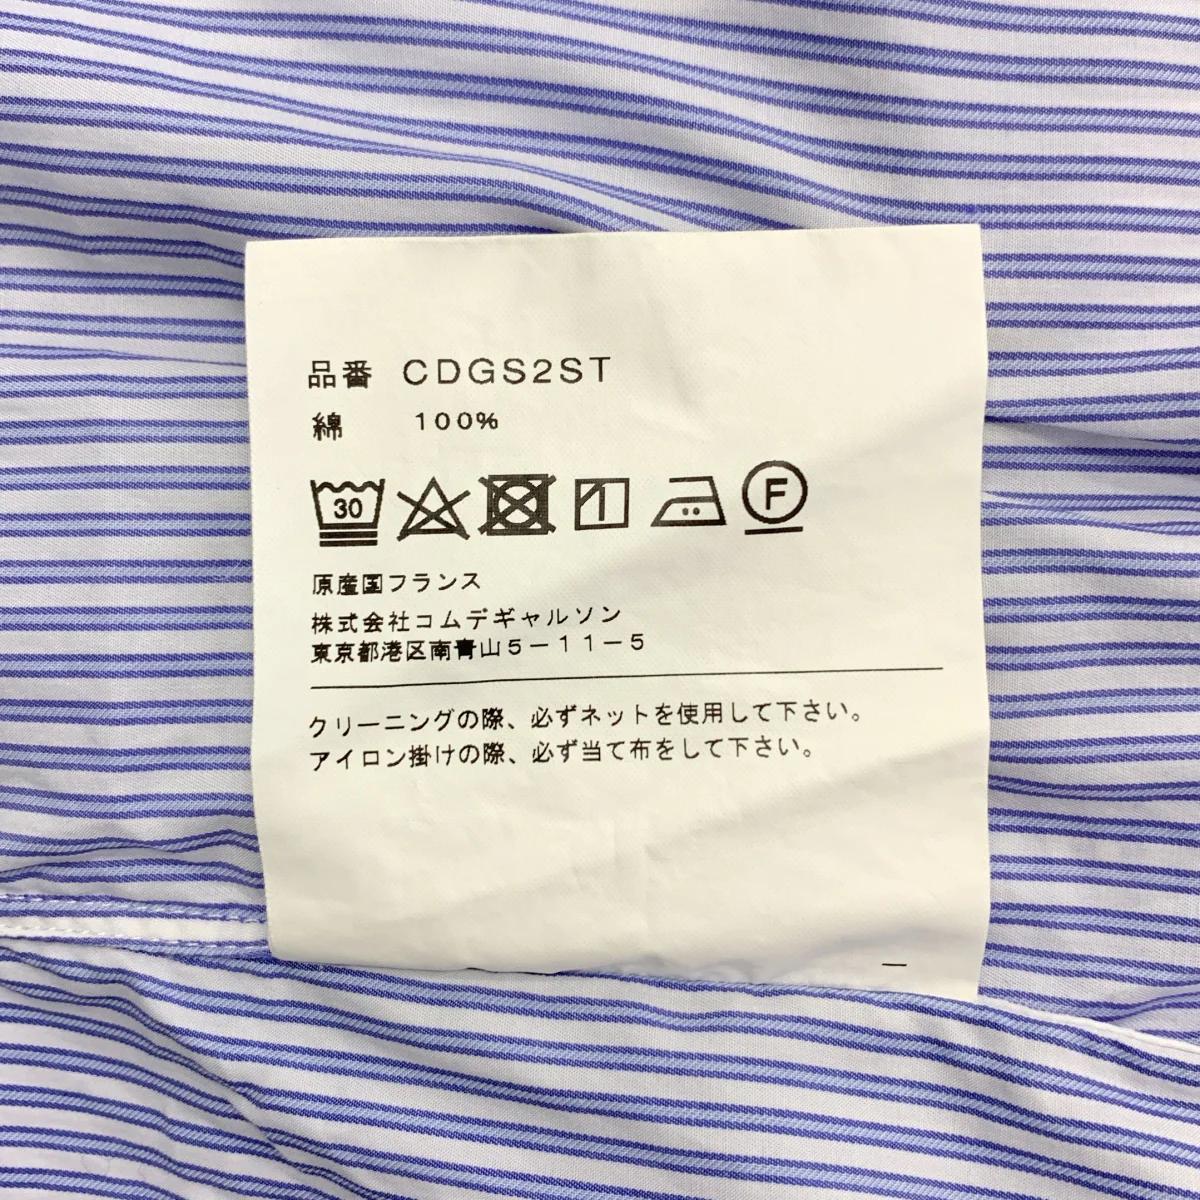 品番 CDGS2ST
綿 100%
30 30 F
原産国フランス
株式会社コムデギャルソン
東京都港区南青山5-11-5
クリーニングの際、必ずネットを使用して下さい。
アイロン掛けの際、必ず当て布をして下さい。